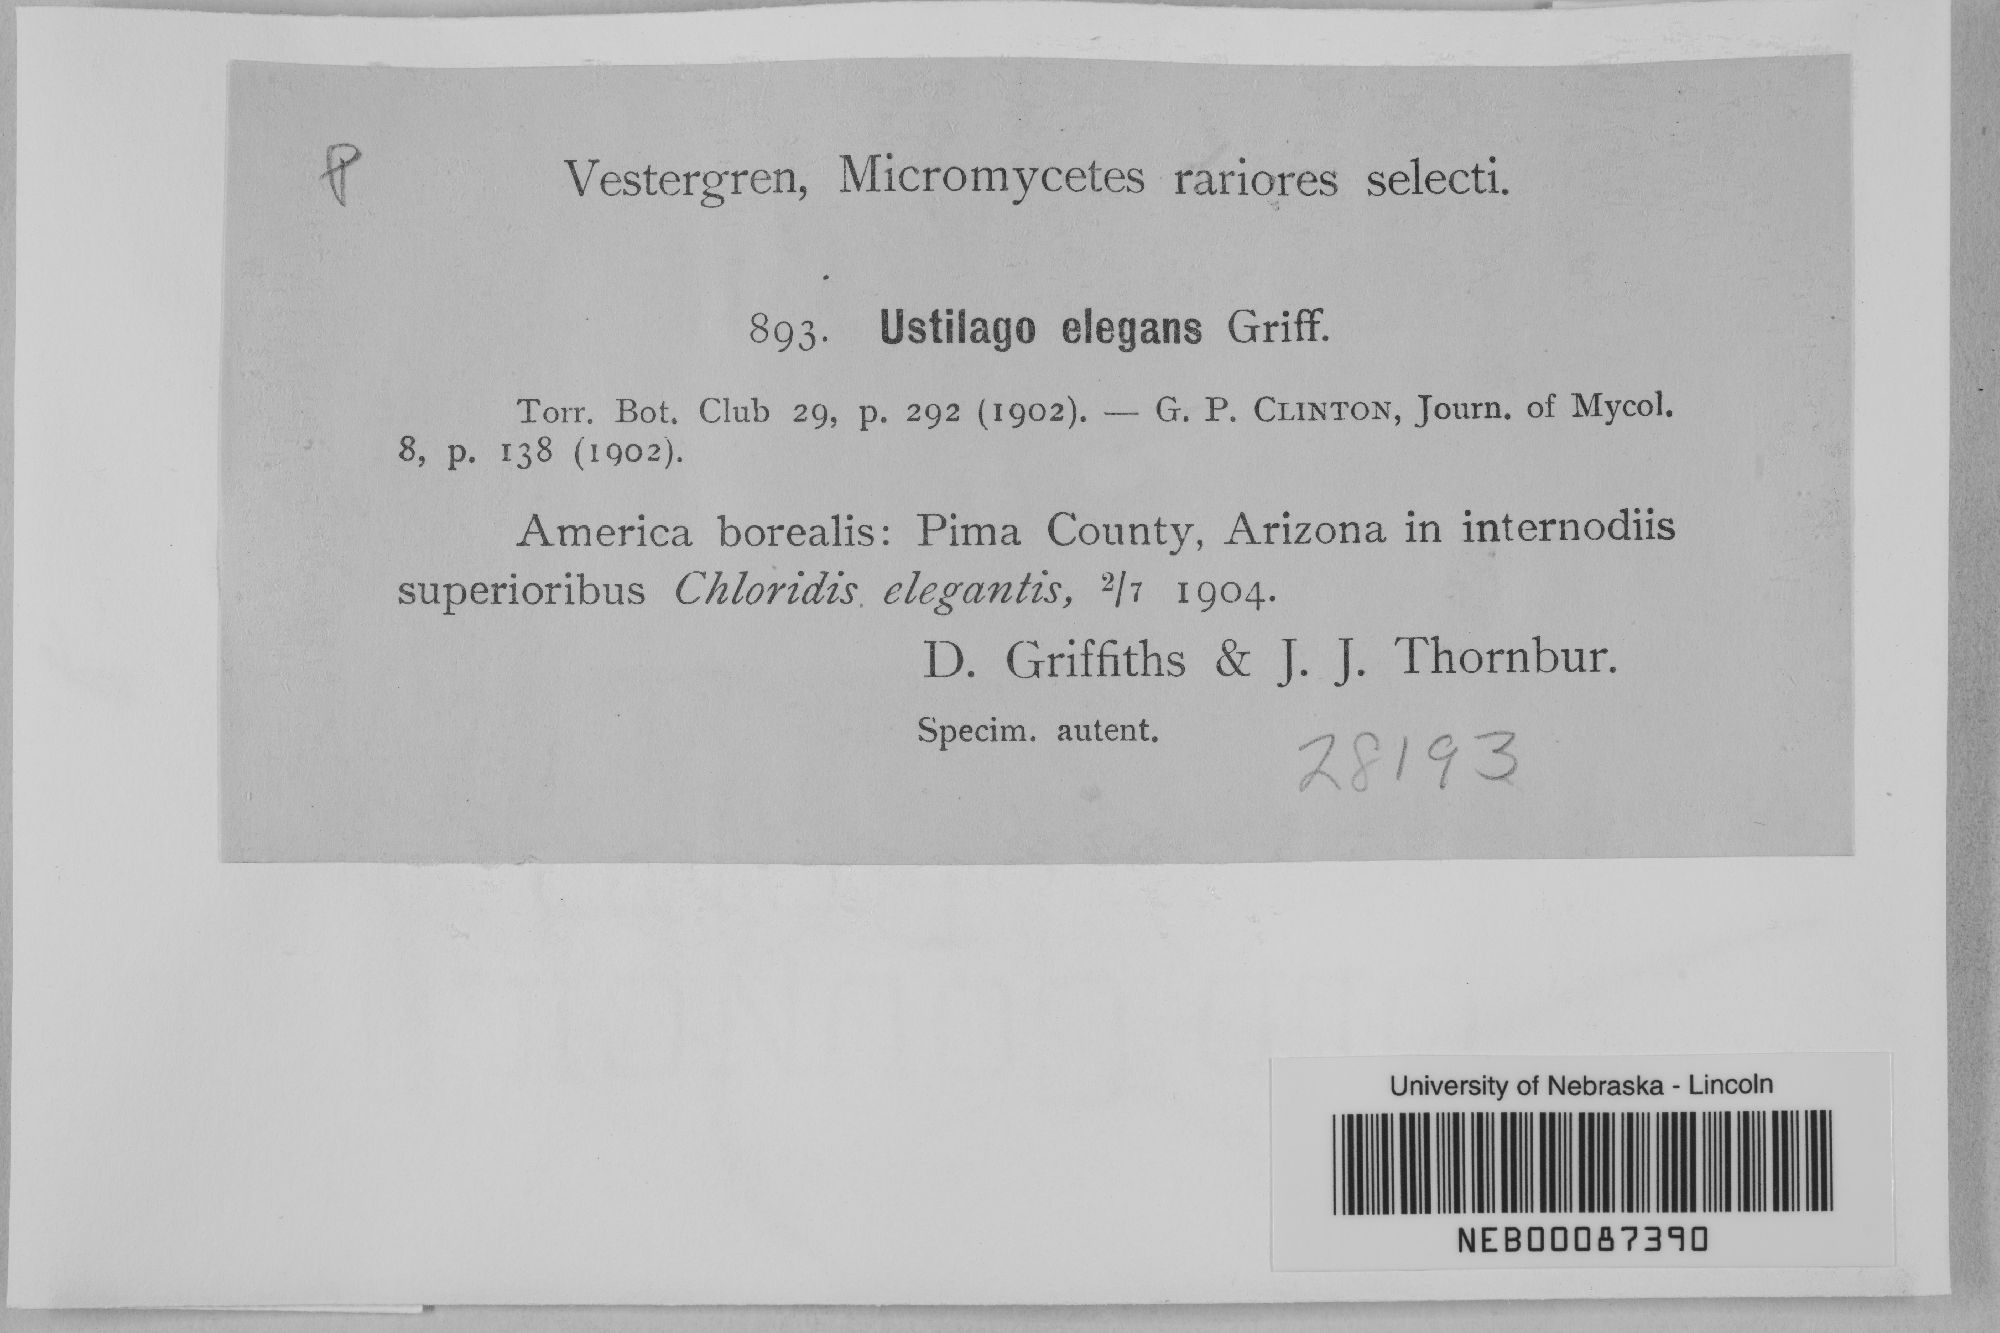 P
Vestergren, Micromycetes rariores selecti.
893. Ustilago elegans Griff.
Torr. Bot. Club 29, p. 292 (1902). — G. P. CLINTON, Journ. of Mycol.
8, p. 138 (1902).
America borealis: Pima County, Arizona in internodiis
superioribus Chloridis elegantis, 2/7 1904.
D. Griffiths & J. J. Thornbur.
Specim. autent.
28193
University of Nebraska - Lincoln
NEB00087390